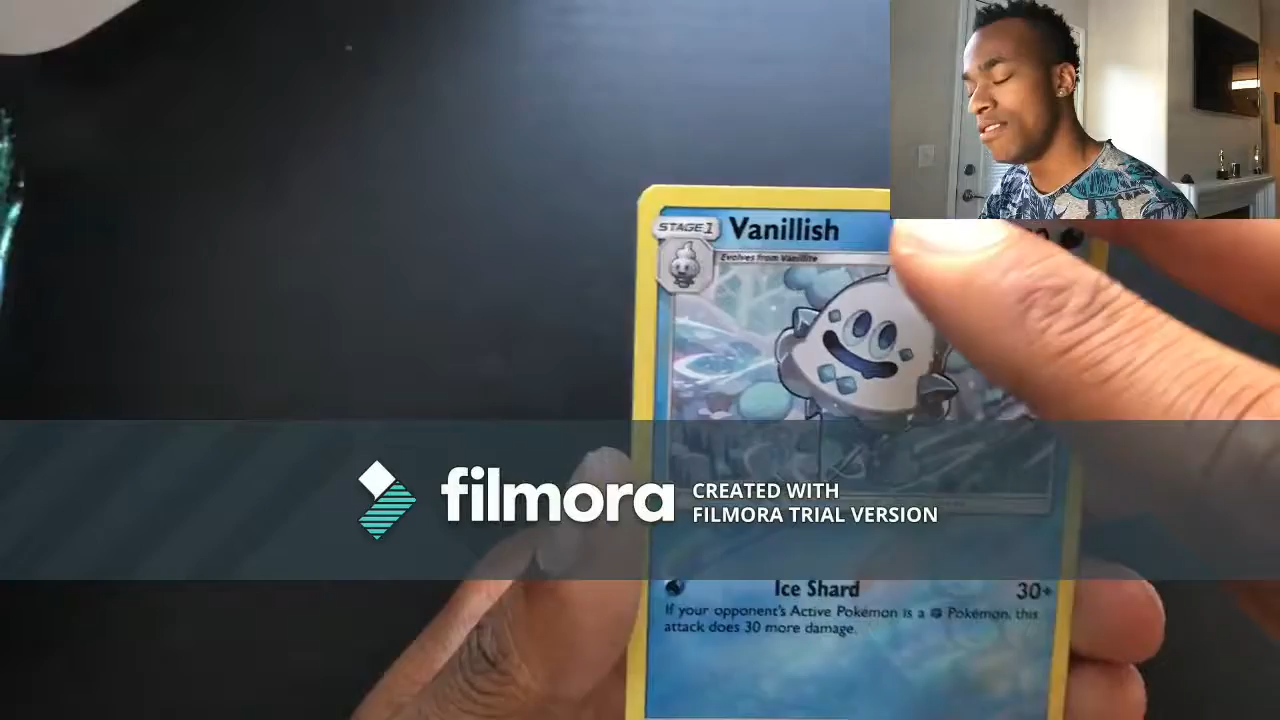 STAGE 1
Vanillish
Evolves from Vanillite
filmora
CREATED WITH
FILMORA TRIAL VERSION
Ice Shard 30+
If your opponent's Active Pokémon is a Pokémon, this
attack does 30 more damage.